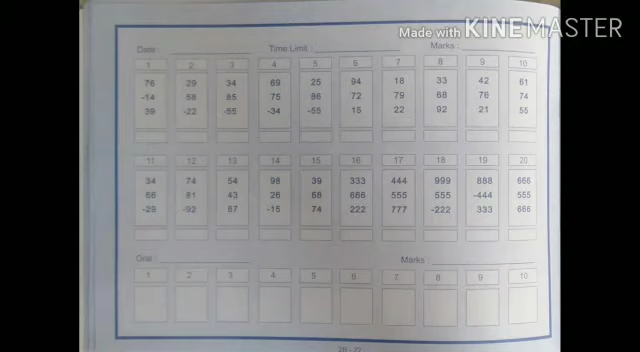 Made with KINEMASTER
Date : Time Limit : Marks :
1 2 3 4 5 6 7 8 9 10
76 29 34 69 25 94 18 33 42 61
-14 58 85 75 86 72 79 68 76 74
39 -22 -55 -34 -55 15 22 92 21 55
11 12 13 14 15 16 17 18 19 20
34 74 54 98 39 333 444 999 888 666
66 81 43 26 68 666 555 555 -444 555
-29 -92 87 -15 74 222 777 -222 333 666
Oral : Marks :
1 2 3 4 5 6 7 8 9 10